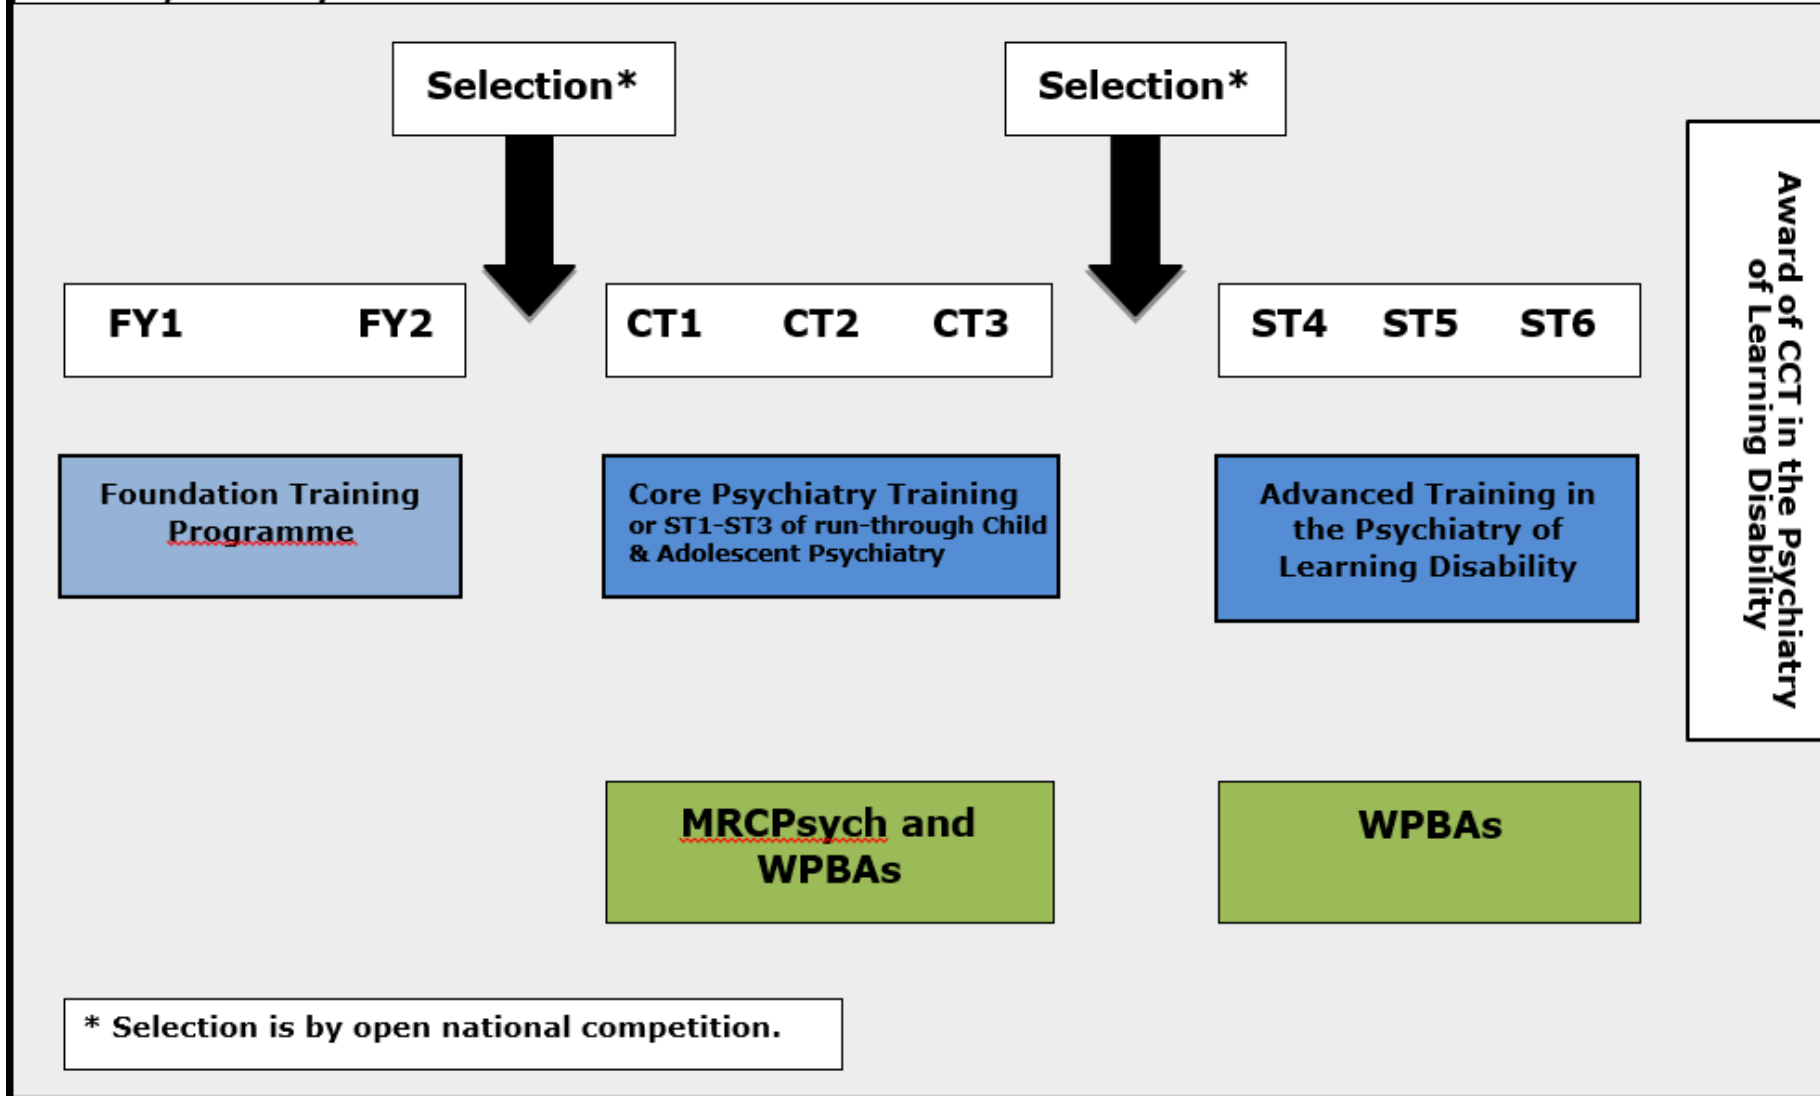 Selection*
Selection*
FY1 FY2
CT1 CT2 CT3
ST4 ST5 ST6
Foundation Training
Programme
Core Psychiatry Training
or ST1-ST3 of run-through Child
& Adolescent Psychiatry
Advanced Training in
the Psychiatry of
Learning Disability
Award of CCT in the Psychiatry
of Learning Disability
MRCPsych and
WPBAs
WPBAs
* Selection is by open national competition.